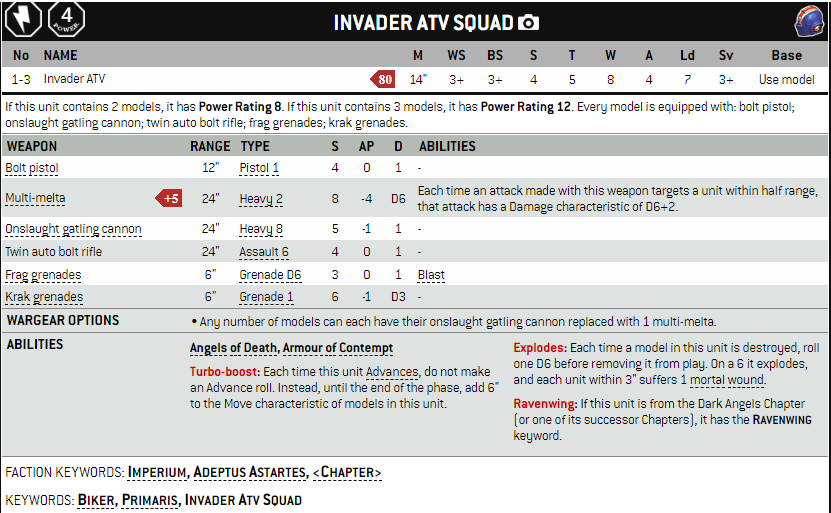 4
POWER
INVADER ATV SQUAD
No NAME M WS BS S T W A Ld Sv Base
1-3 Invader ATV 80 14" 3+ 3+ 4 5 8 4 7 3+ Use model
If this unit contains 2 models, it has Power Rating 8. If this unit contains 3 models, it has Power Rating 12. Every model is equipped with: bolt pistol;
onslaught gatling cannon; twin auto bolt rifle; frag grenades; krak grenades.
WEAPON RANGE TYPE S AP D ABILITIES
Bolt pistol 12" Pistol 1 4 0 1 -
Multi-melta +5 24" Heavy 2 8 -4 D6 Each time an attack made with this weapon targets a unit within half range,
that attack has a Damage characteristic of D6+2.
Onslaught gatling cannon 24" Heavy 8 5 -1 1 -
Twin auto bolt rifle 24" Assault 6 4 0 1 -
Frag grenades 6" Grenade D6 3 0 1 Blast
Krak grenades 6" Grenade 1 6 -1 D3 -
WARGEAR OPTIONS • Any number of models can each have their onslaught gatling cannon replaced with 1 multi-melta.
ABILITIES
Angels of Death, Armour of Contempt
Turbo-boost: Each time this unit Advances, do not make
an Advance roll. Instead, until the end of the phase, add 6"
to the Move characteristic of models in this unit.
Explodes: Each time a model in this unit is destroyed, roll
one D6 before removing it from play. On a 6 it explodes,
and each unit within 3" suffers 1 mortal wound.
Ravenwing: If this unit is from the Dark Angels Chapter
(or one of its successor Chapters), it has the RAVENWING
keyword.
FACTION KEYWORDS: IMPERIUM, ADEPTUS ASTARTES, <CHAPTER>
KEYWORDS: BIKER, PRIMARIS, INVADER ATV SQUAD